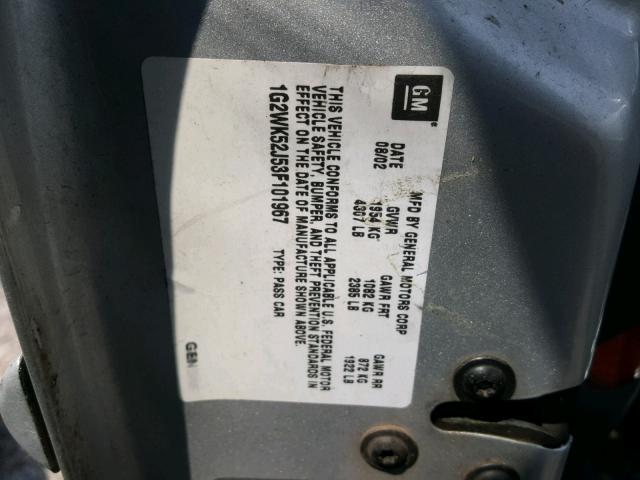 GM®
MFD BY GENERAL MOTORS CORP
DATE GVWR GAWR FRT GAWR RR
08/02 1954 KG 1082 KG 872 KG
4307 LB 2385 LB 1922 LB
THIS VEHICLE CONFORMS TO ALL APPLICABLE U.S. FEDERAL MOTOR
VEHICLE SAFETY, BUMPER, AND THEFT PREVENTION STANDARDS IN
EFFECT ON THE DATE OF MANUFACTURE SHOWN ABOVE.
1G2WK52J53F101967 TYPE: PASS CAR